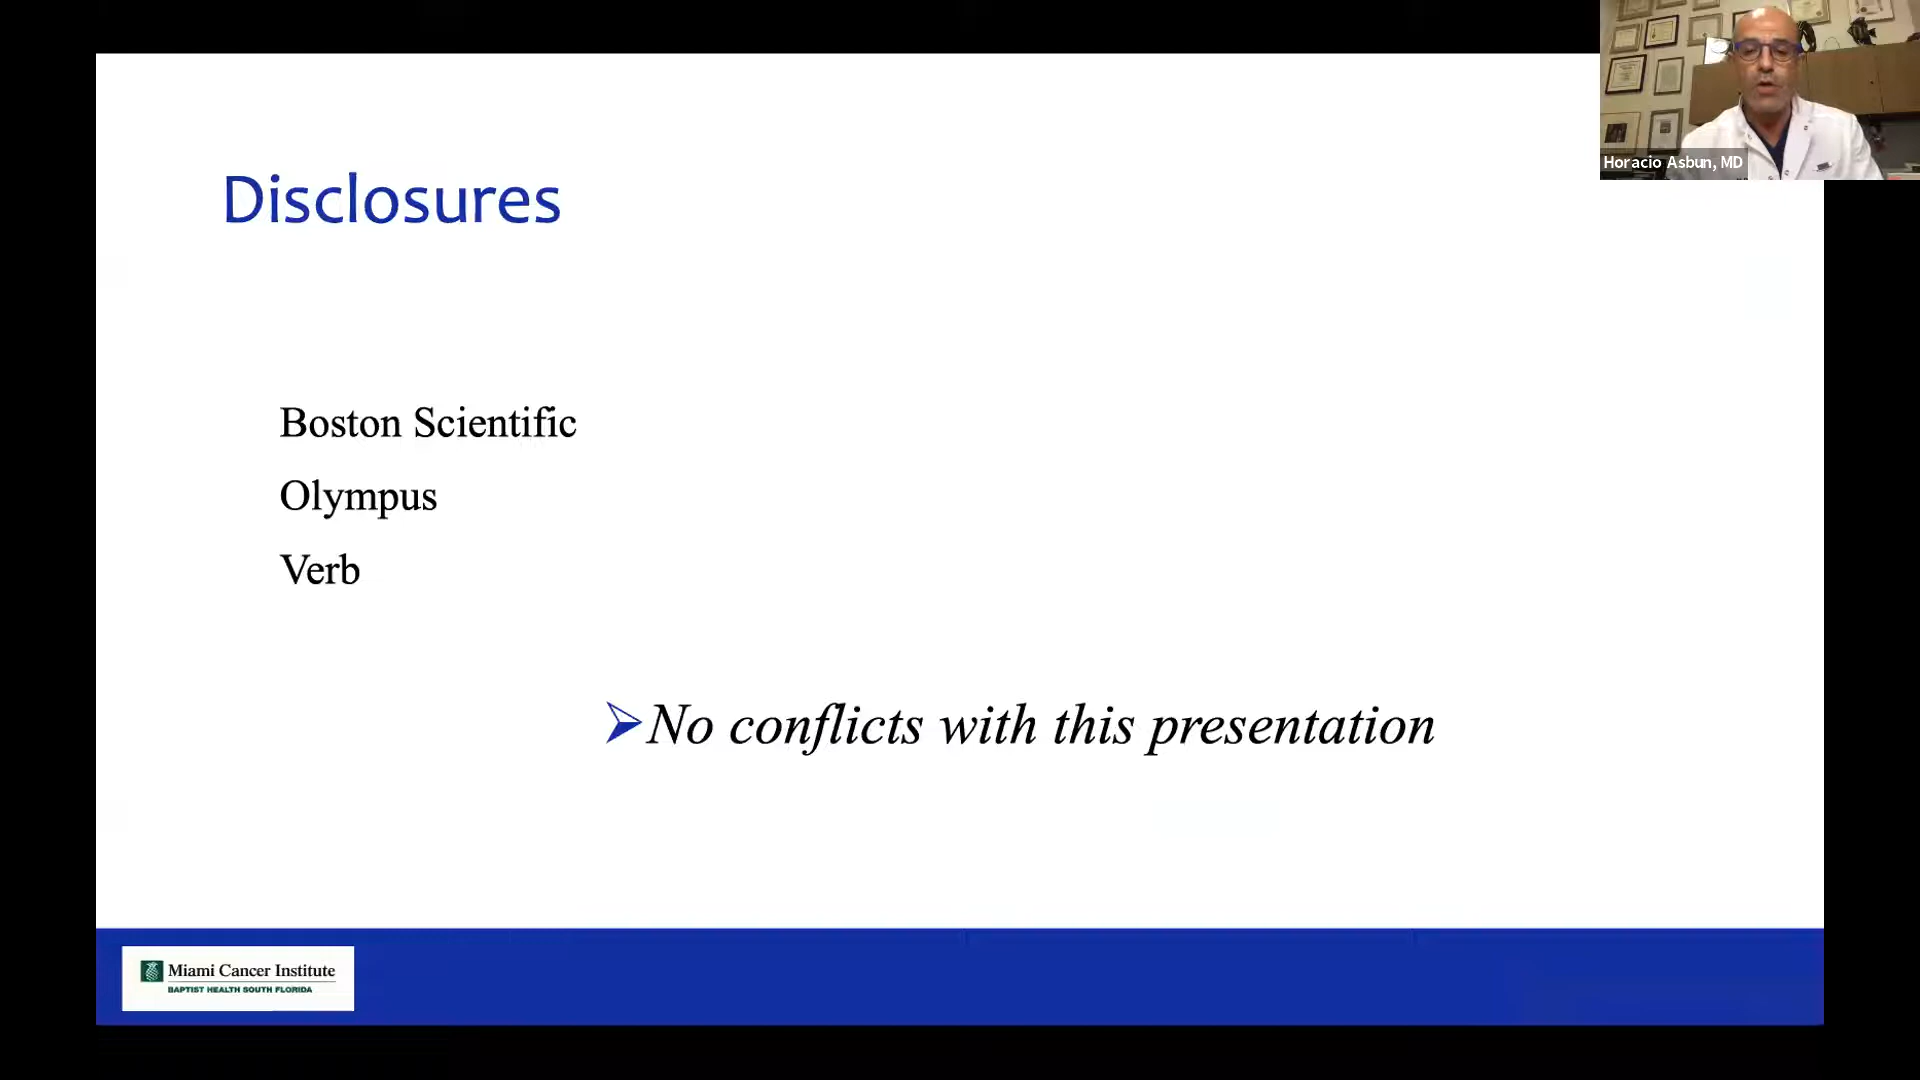 Horacio Asbun, MD
Disclosures
Boston Scientific
Olympus
Verb
No conflicts with this presentation
Miami Cancer Institute
BAPTIST HEALTH SOUTH FLORIDA